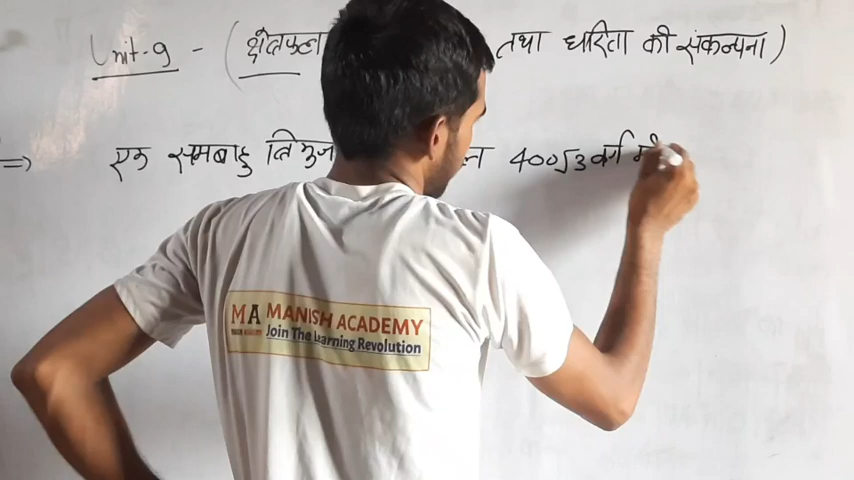 Unit-9 - (क्षेत्रफल तथा धारिता की संकल्पना)
=> एक समबाहु 400√3 वर्ग
MA MANISH ACADEMY
Join The Learning Revolution